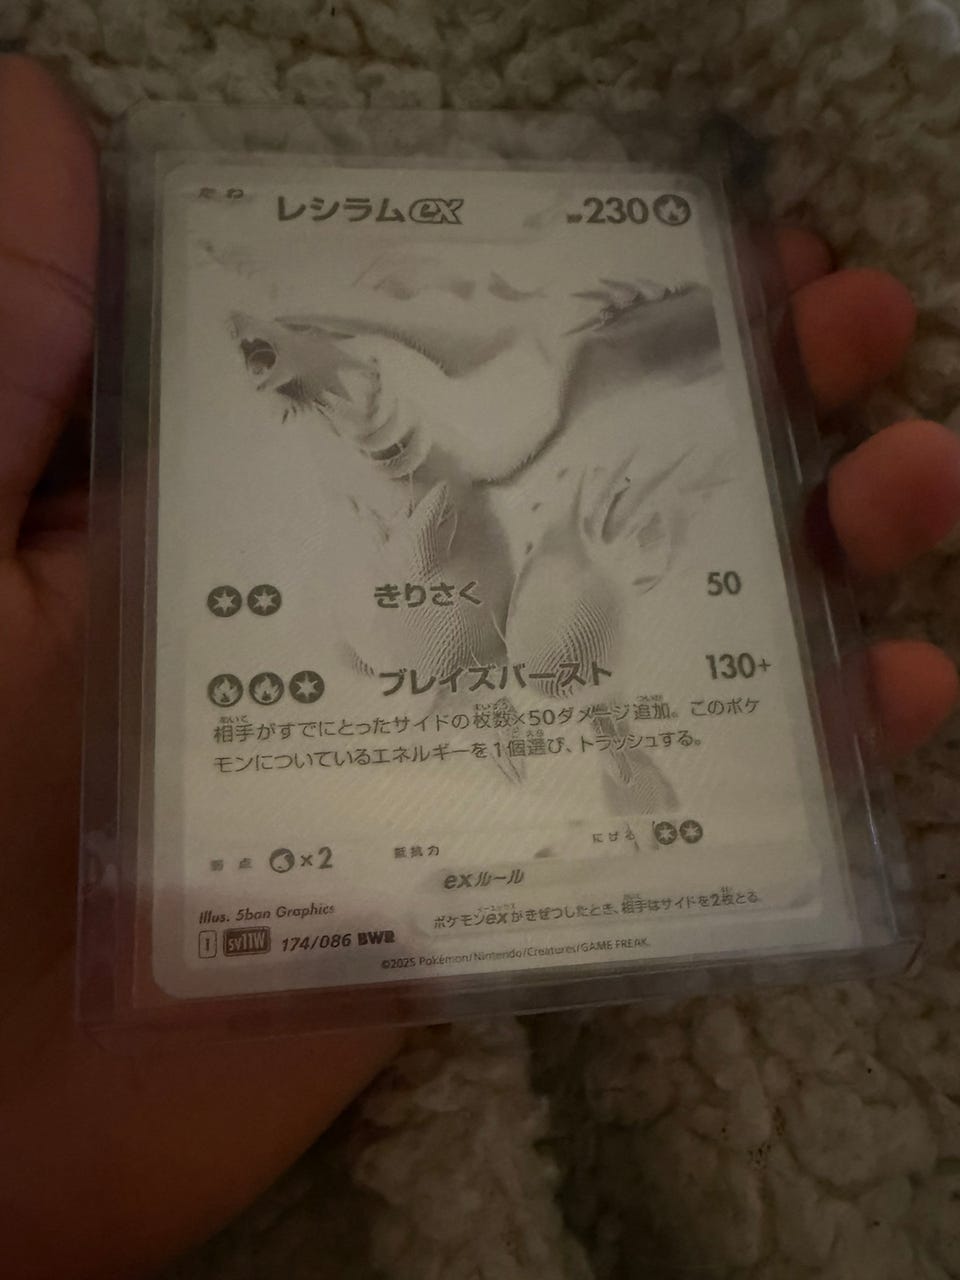 たね レシラムex HP230
きりさく 50
ブレイズバースト 130+
相手がすでにとったサイドの枚数×50ダメージ追加。このポケ
モンについているエネルギーを1個選び、トラッシュする。
弱点 ×2 抵抗力 にげる
exルール
ポケモンexがきぜつしたとき、相手はサイドを2枚とる。
Illus. 5ban Graphics
I SV11W 174/086 BWR
©2025 Pokémon/Nintendo/Creatures/GAME FREAK.